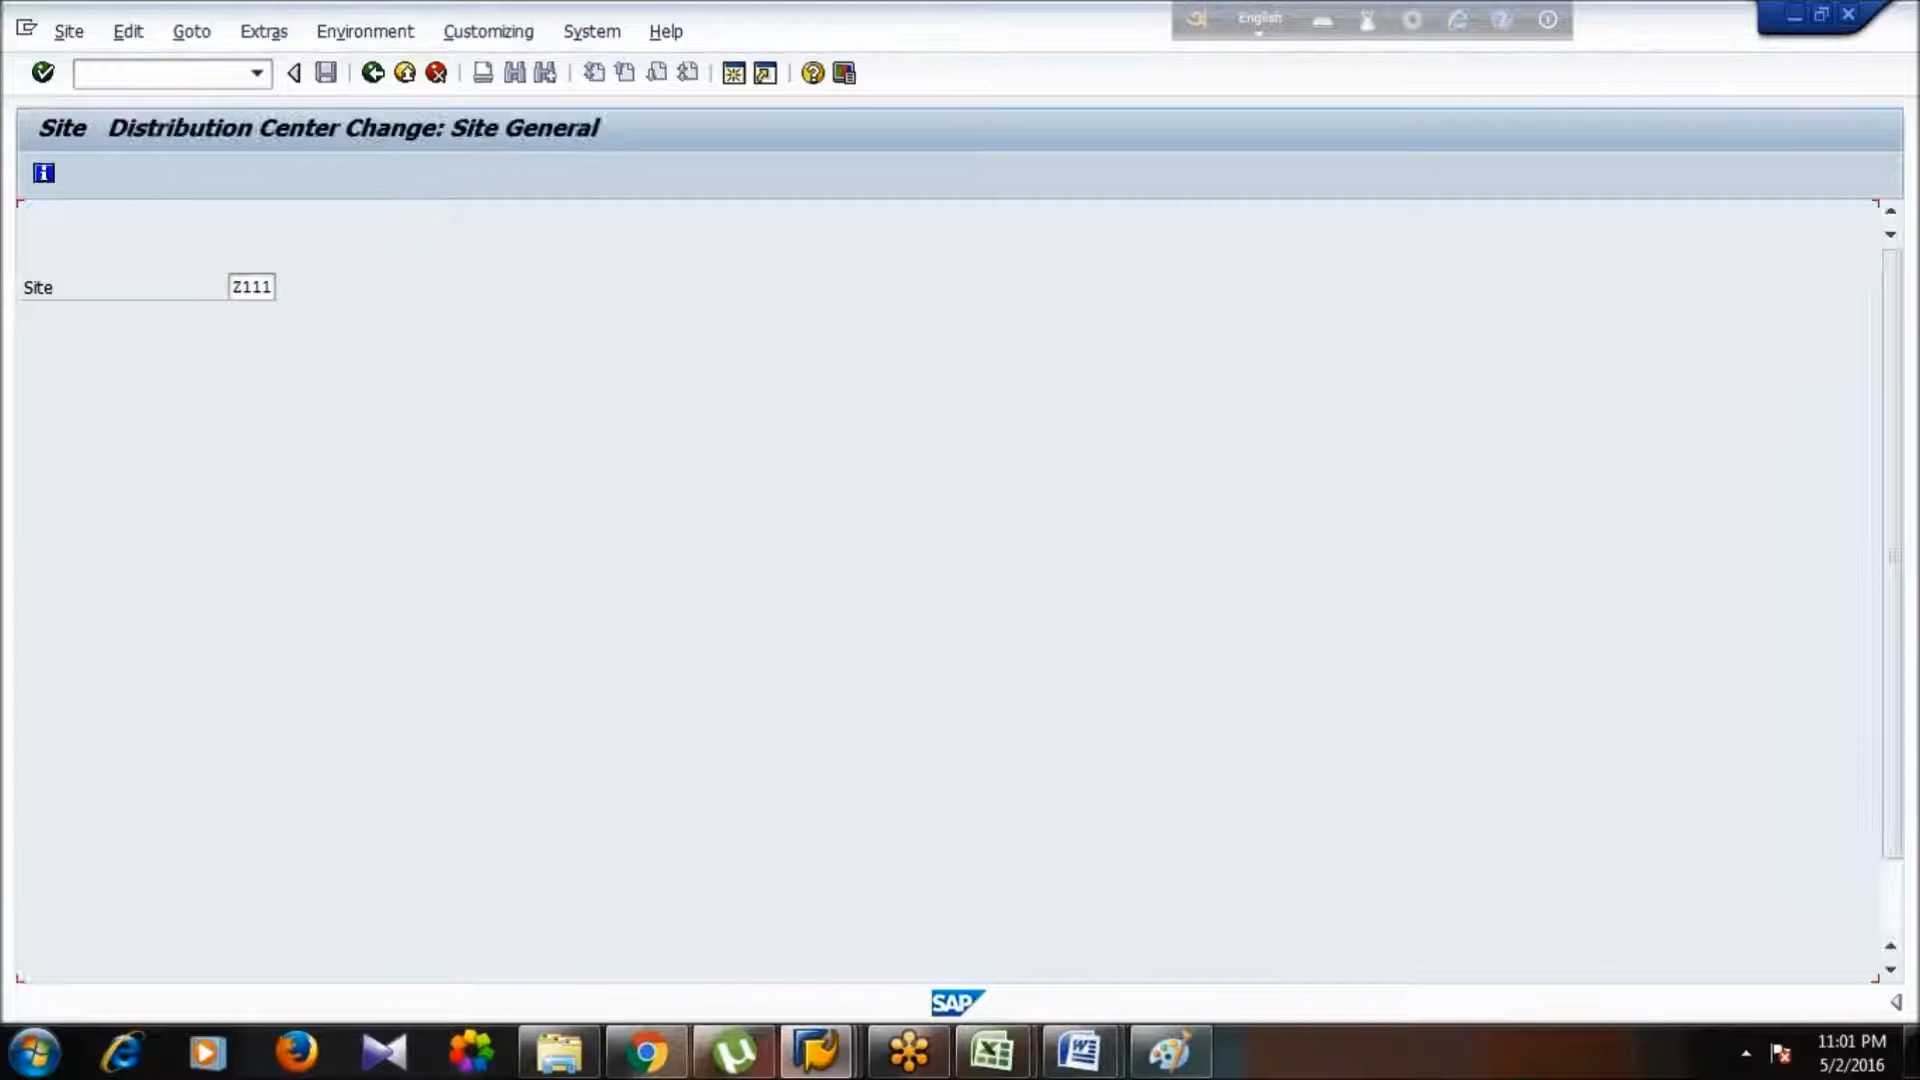 Site Edit Goto Extras Environment Customizing System Help
English
Site Distribution Center Change: Site General
Site Z111
SAP
11:01 PM
5/2/2016